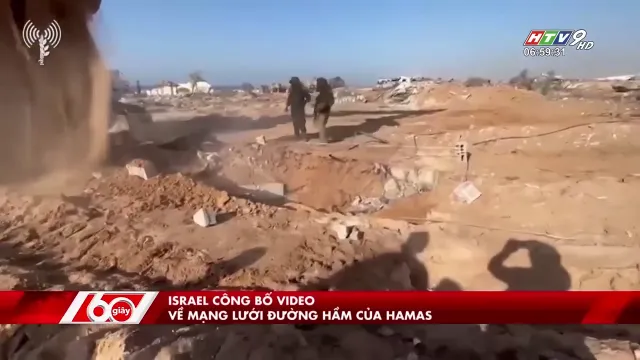 HTV9 HD
06:59:31
60 giây
ISRAEL CÔNG BỐ VIDEO
VỀ MẠNG LƯỚI ĐƯỜNG HẦM CỦA HAMAS